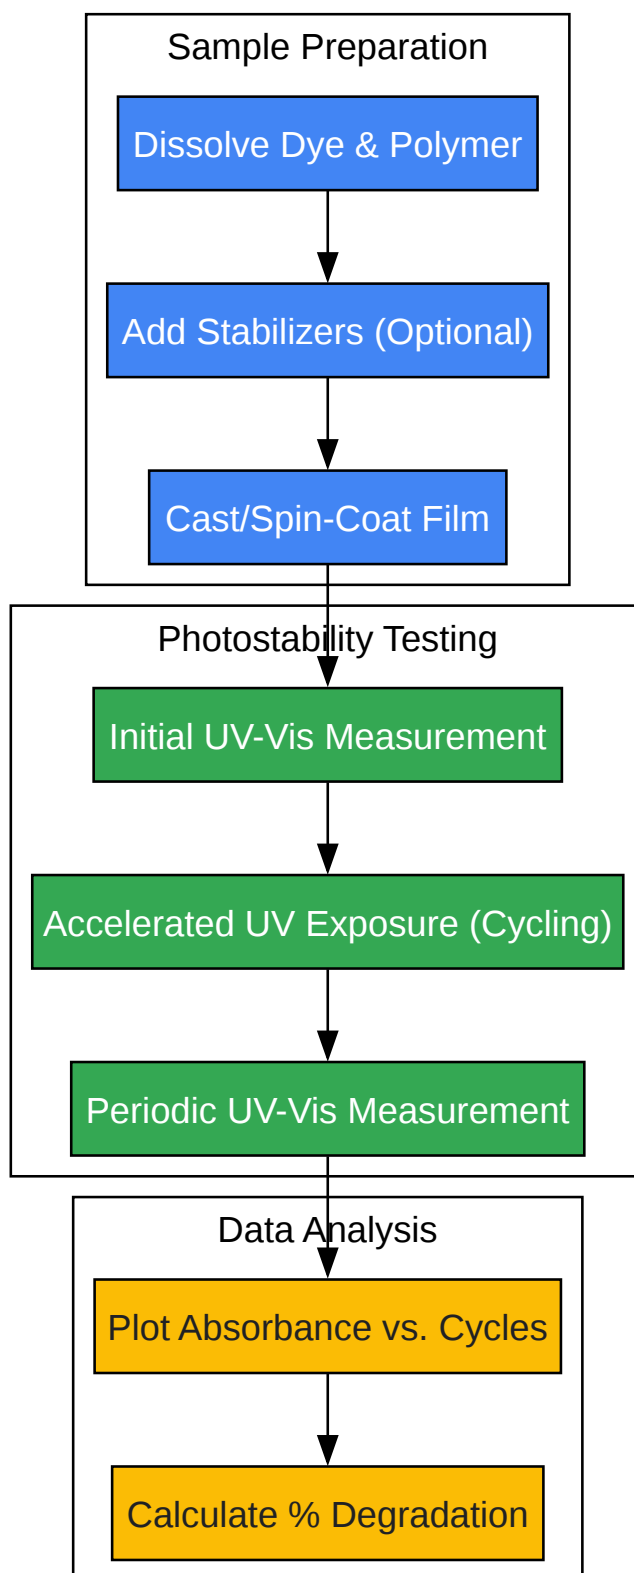 Sample Preparation
Dissolve Dye & Polymer
Add Stabilizers (Optional)
Cast/Spin-Coat Film
Photostability Testing
Initial UV-Vis Measurement
Accelerated UV Exposure (Cycling)
Periodic UV-Vis Measurement
Data Analysis
Plot Absorbance vs. Cycles
Calculate % Degradation